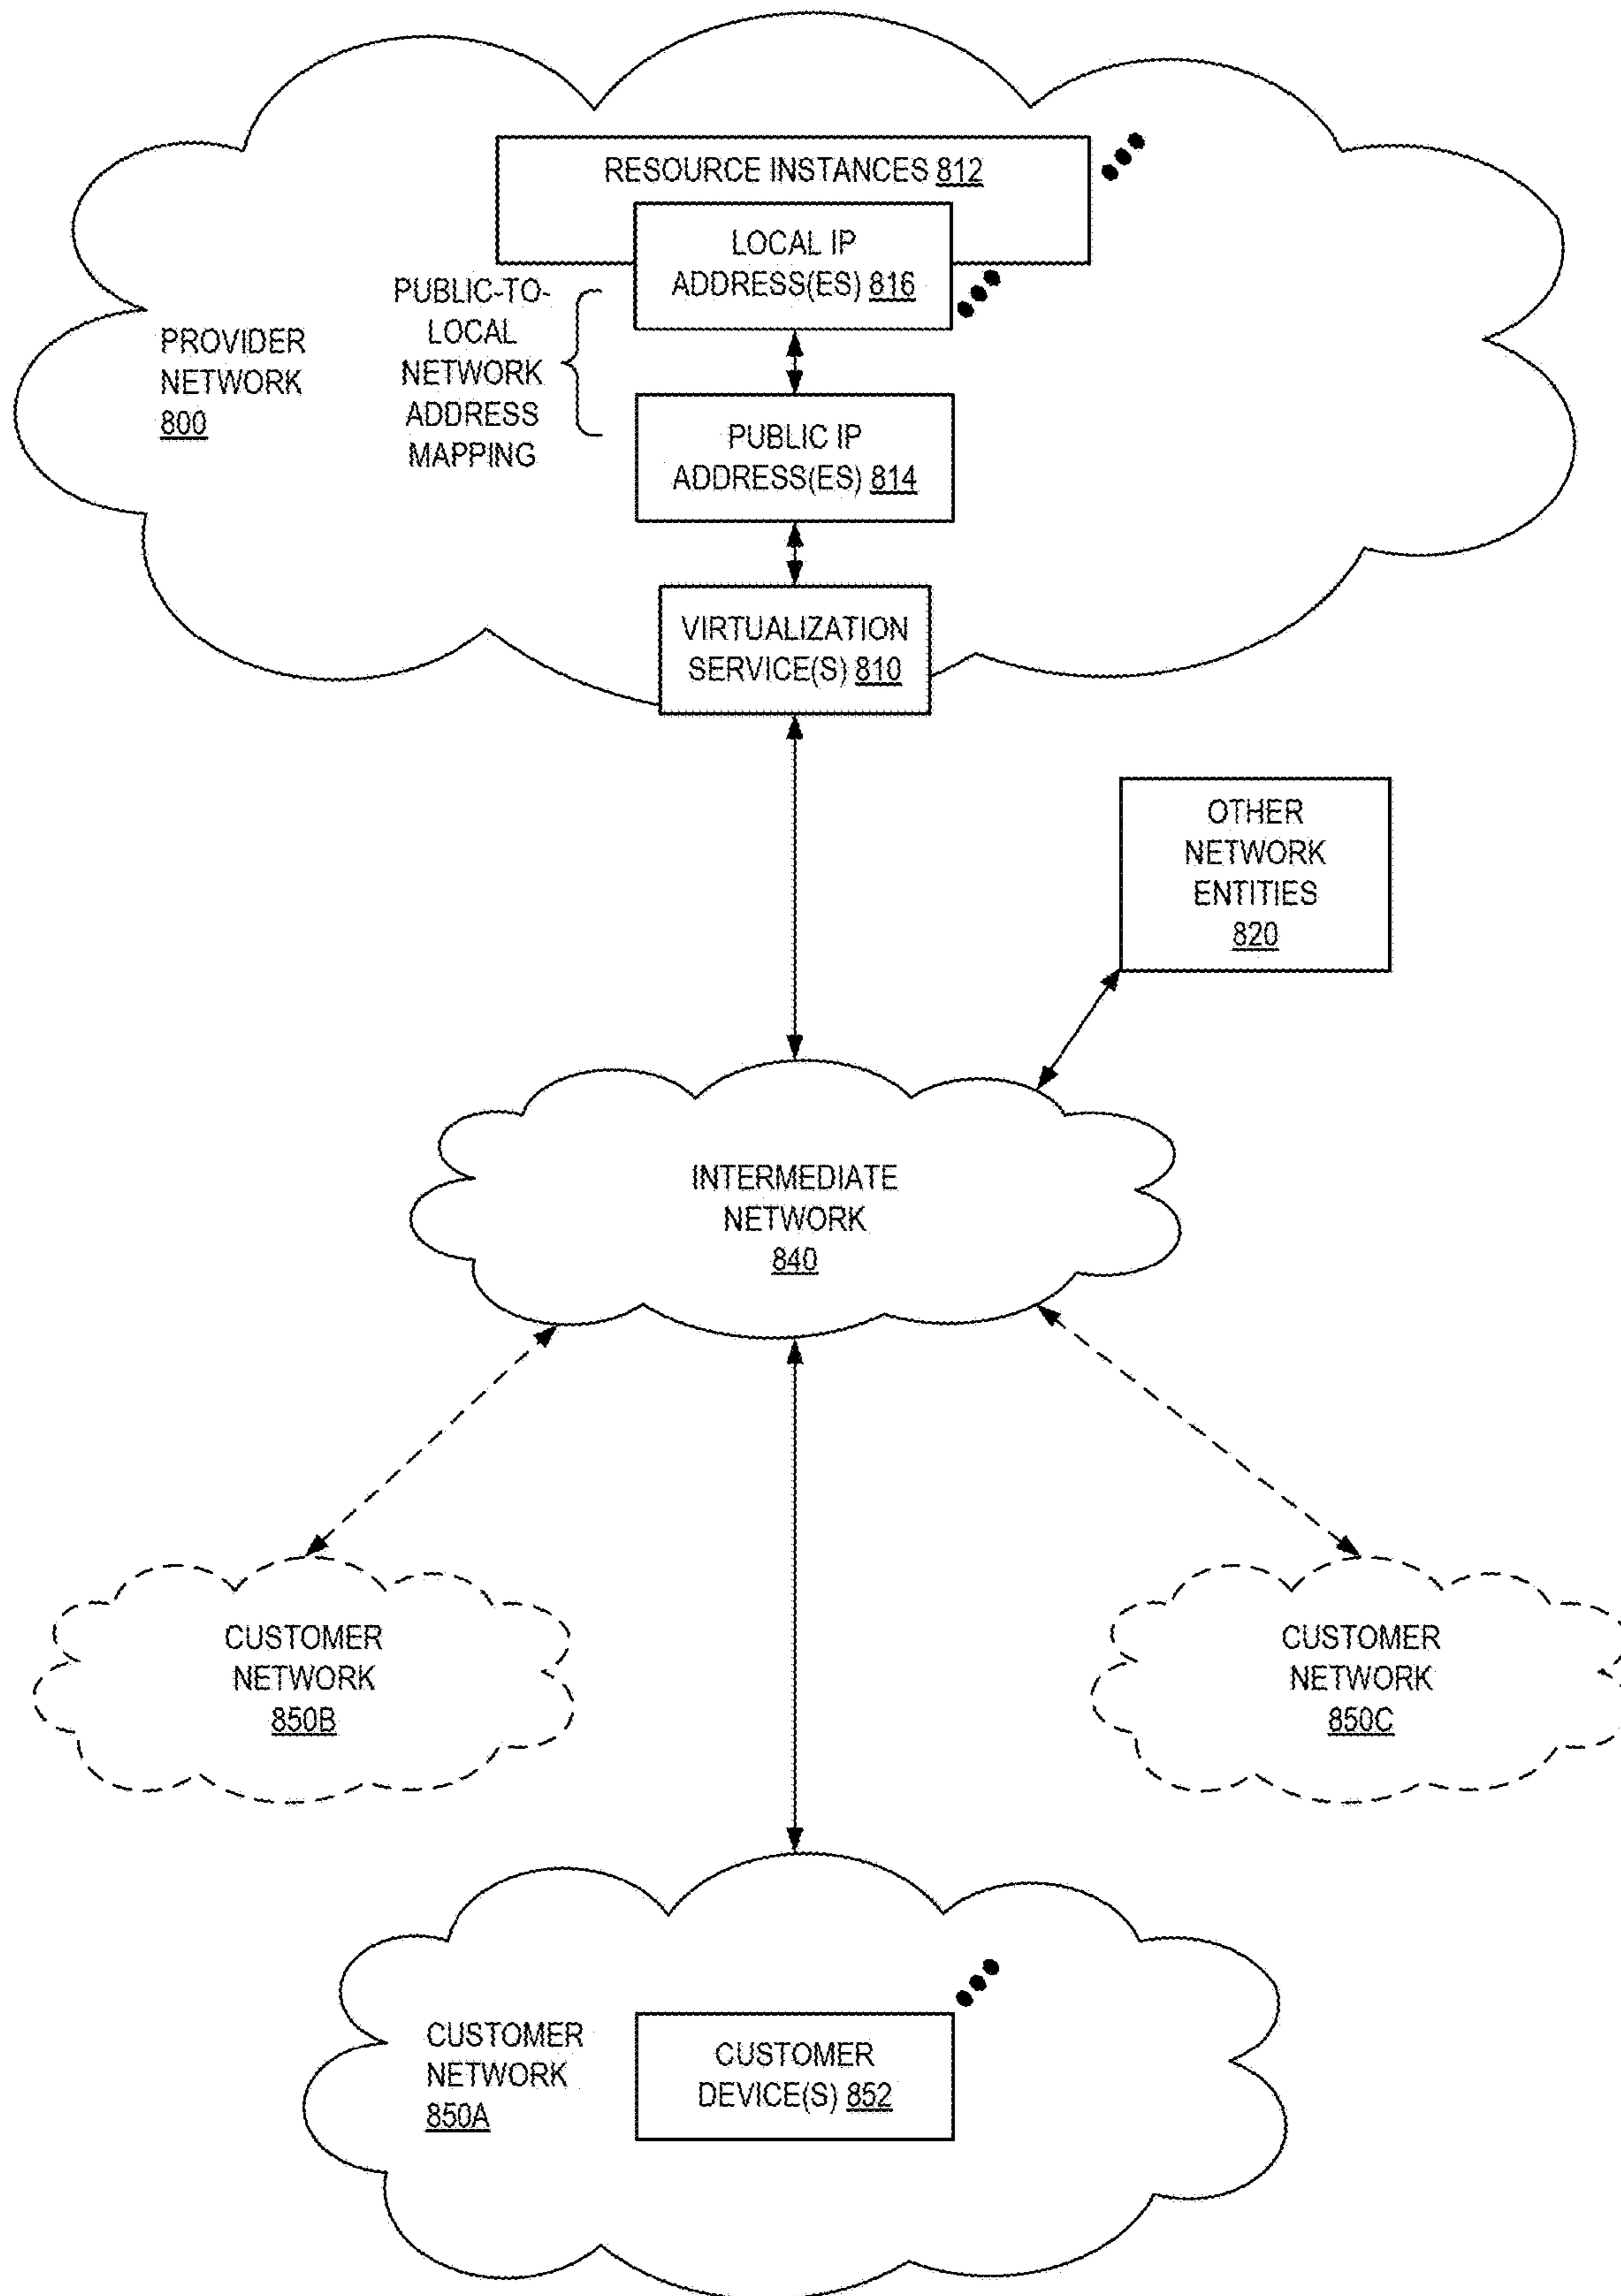 RESOURCE INSTANCES 812
LOCAL IP
ADDRESS(ES) 816
PUBLIC-TO-
LOCAL
NETWORK
ADDRESS
MAPPING
PROVIDER
NETWORK
800
PUBLIC IP
ADDRESS(ES) 814
VIRTUALIZATION
SERVICE(S) 810
OTHER
NETWORK
ENTITIES
820
INTERMEDIATE
NETWORK
840
CUSTOMER
NETWORK
850B
CUSTOMER
NETWORK
850C
CUSTOMER
NETWORK
850A
CUSTOMER
DEVICE(S) 852